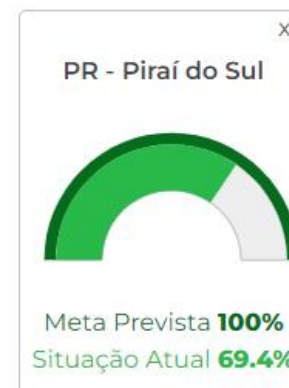 x
PR - Piraí do Sul
Meta Prevista 100%
Situação Atual 69.4%